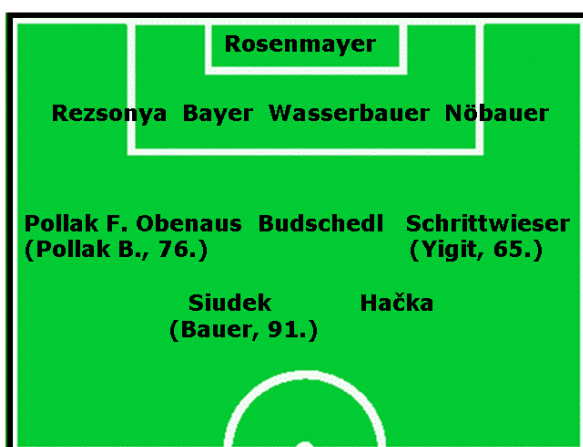 Rosenmayer
Rezsonya Bayer Wasserbauer Nöbauer
Pollak F. Obenaus Budschedl Schrittwieser
(Pollak B., 76.) (Yigit, 65.)
Siudek Hačka
(Bauer, 91.)